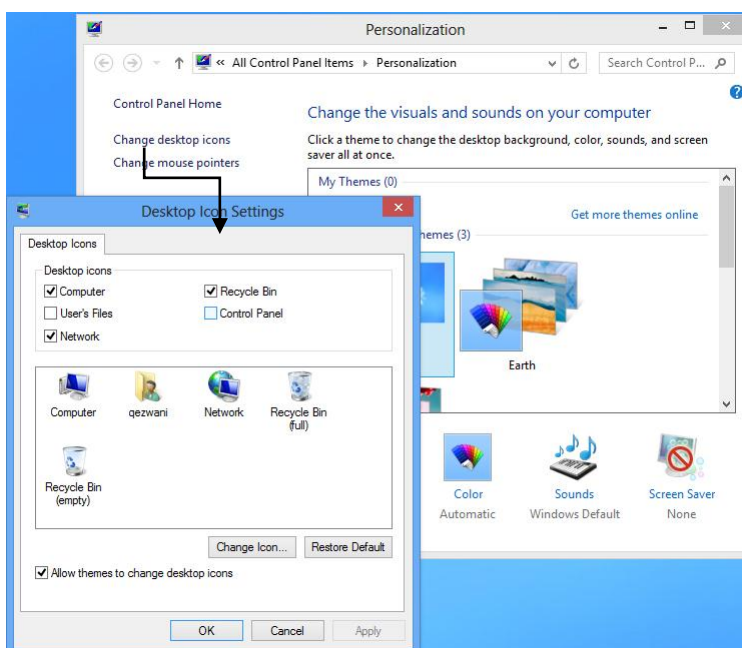 Personalization
« All Control Panel Items Personalization
Search Control P...
Control Panel Home
Change desktop icons
Change mouse pointers
Change the visuals and sounds on your computer
Click a theme to change the desktop background, color, sounds, and screen
saver all at once.
My Themes (0)
Get more themes online
hemes (3)
Earth
Color
Automatic
Sounds
Windows Default
Screen Saver
None
Desktop Icon Settings
Desktop Icons
Desktop icons
Computer
Recycle Bin
User's Files
Control Panel
Network
Computer
qezwani
Network
Recycle Bin
(full)
Recycle Bin
(empty)
Change Icon...
Restore Default
Allow themes to change desktop icons
OK
Cancel
Apply